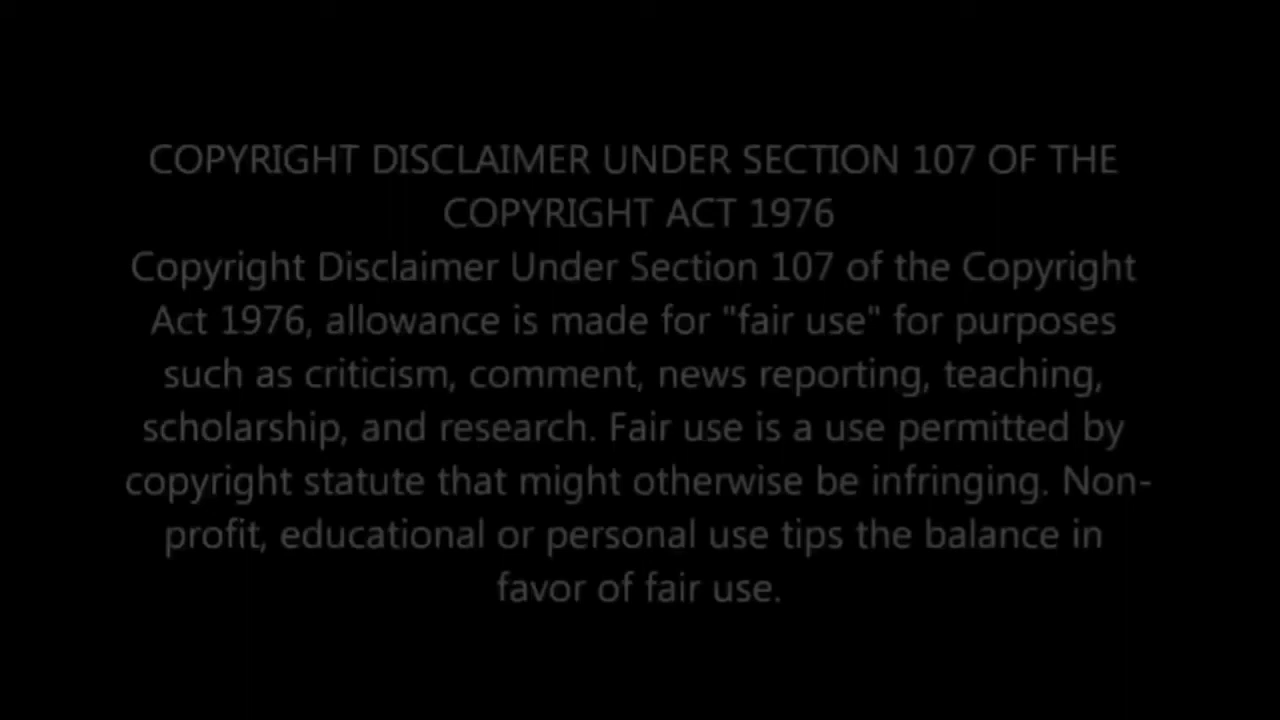 COPYRIGHT DISCLAIMER UNDER SECTION 107 OF THE
COPYRIGHT ACT 1976
Copyright Disclaimer Under Section 107 of the Copyright
Act 1976, allowance is made for "fair use" for purposes
such as criticism, comment, news reporting, teaching,
scholarship, and research. Fair use is a use permitted by
copyright statute that might otherwise be infringing. Non-
profit, educational or personal use tips the balance in
favor of fair use.